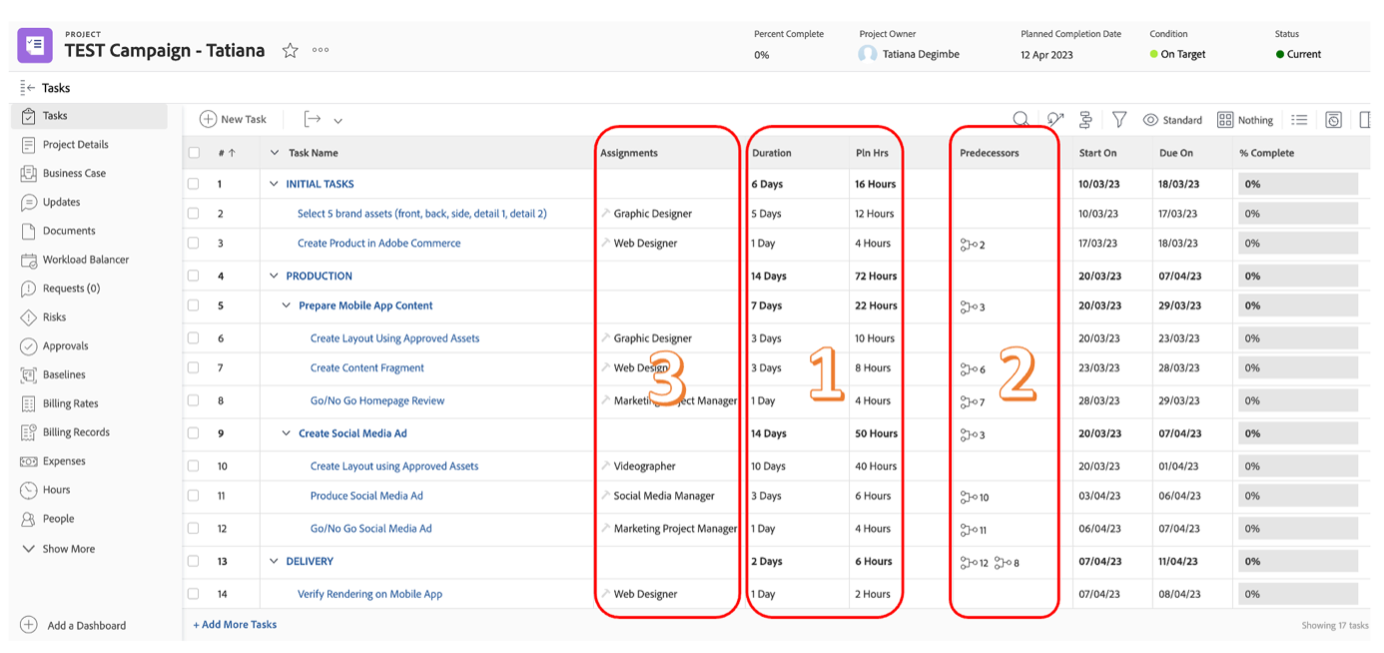 PROJECT
TEST Campaign - Tatiana
Percent Complete
0%
Project Owner
Tatiana Degimbe
Planned Completion Date
12 Apr 2023
Condition
On Target
Status
Current
Tasks
Tasks
Project Details
Business Case
Updates
Documents
Workload Balancer
Requests (0)
Risks
Approvals
Baselines
Billing Rates
Billing Records
Expenses
Hours
People
Show More
Add a Dashboard
New Task
Standard
Nothing
# Task Name Assignments Duration Pln Hrs Predecessors Start On Due On % Complete
1 INITIAL TASKS 6 Days 16 Hours 10/03/23 18/03/23 0%
2 Select 5 brand assets (front, back, side, detail 1, detail 2) Graphic Designer 5 Days 12 Hours 10/03/23 17/03/23 0%
3 Create Product in Adobe Commerce Web Designer 1 Day 4 Hours 2 17/03/23 18/03/23 0%
4 PRODUCTION 14 Days 72 Hours 20/03/23 07/04/23 0%
5 Prepare Mobile App Content 7 Days 22 Hours 3 20/03/23 29/03/23 0%
6 Create Layout Using Approved Assets Graphic Designer 3 Days 10 Hours 20/03/23 23/03/23 0%
7 Create Content Fragment Web Design 3 Days 8 Hours 6 23/03/23 28/03/23 0%
8 Go/No Go Homepage Review Marketing Project Manager 1 Day 4 Hours 7 28/03/23 29/03/23 0%
3 1 2
9 Create Social Media Ad 14 Days 50 Hours 3 20/03/23 07/04/23 0%
10 Create Layout using Approved Assets Videographer 10 Days 40 Hours 20/03/23 01/04/23 0%
11 Produce Social Media Ad Social Media Manager 3 Days 6 Hours 10 03/04/23 06/04/23 0%
12 Go/No Go Social Media Ad Marketing Project Manager 1 Day 4 Hours 11 06/04/23 07/04/23 0%
13 DELIVERY 2 Days 6 Hours 12 8 07/04/23 11/04/23 0%
14 Verify Rendering on Mobile App Web Designer 1 Day 2 Hours 07/04/23 08/04/23 0%
+ Add More Tasks
Showing 17 tasks